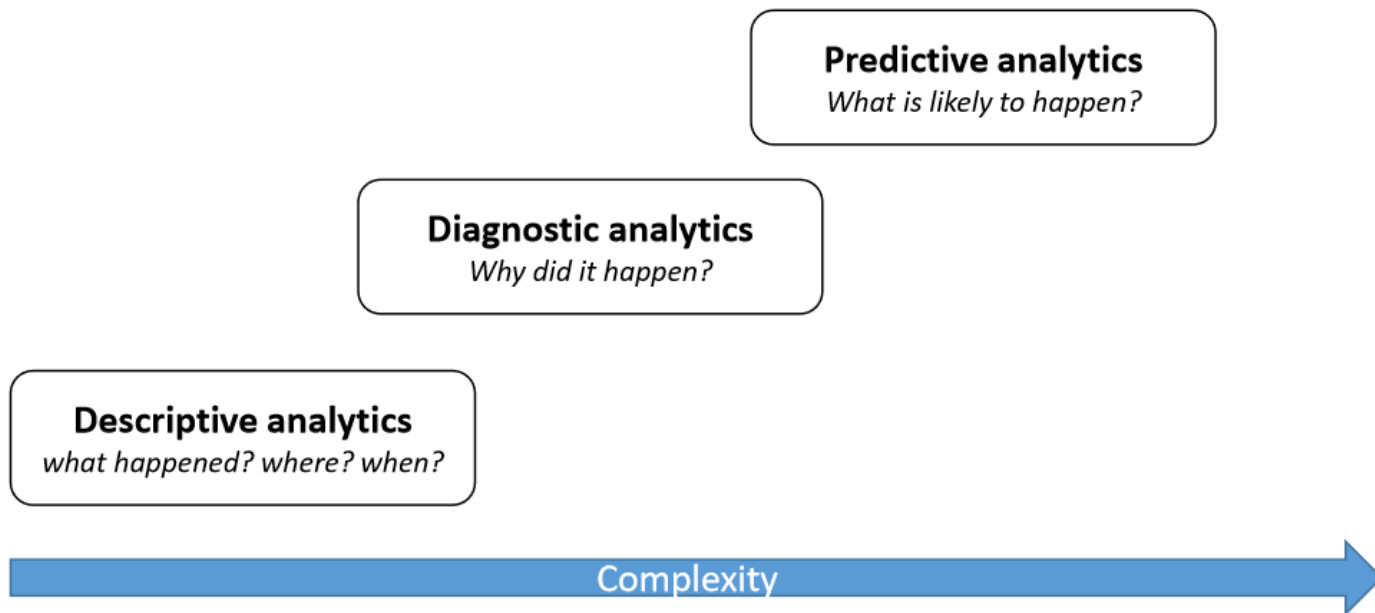 Predictive analytics
What is likely to happen?
Diagnostic analytics
Why did it happen?
Descriptive analytics
what happened? where? when?
Complexity